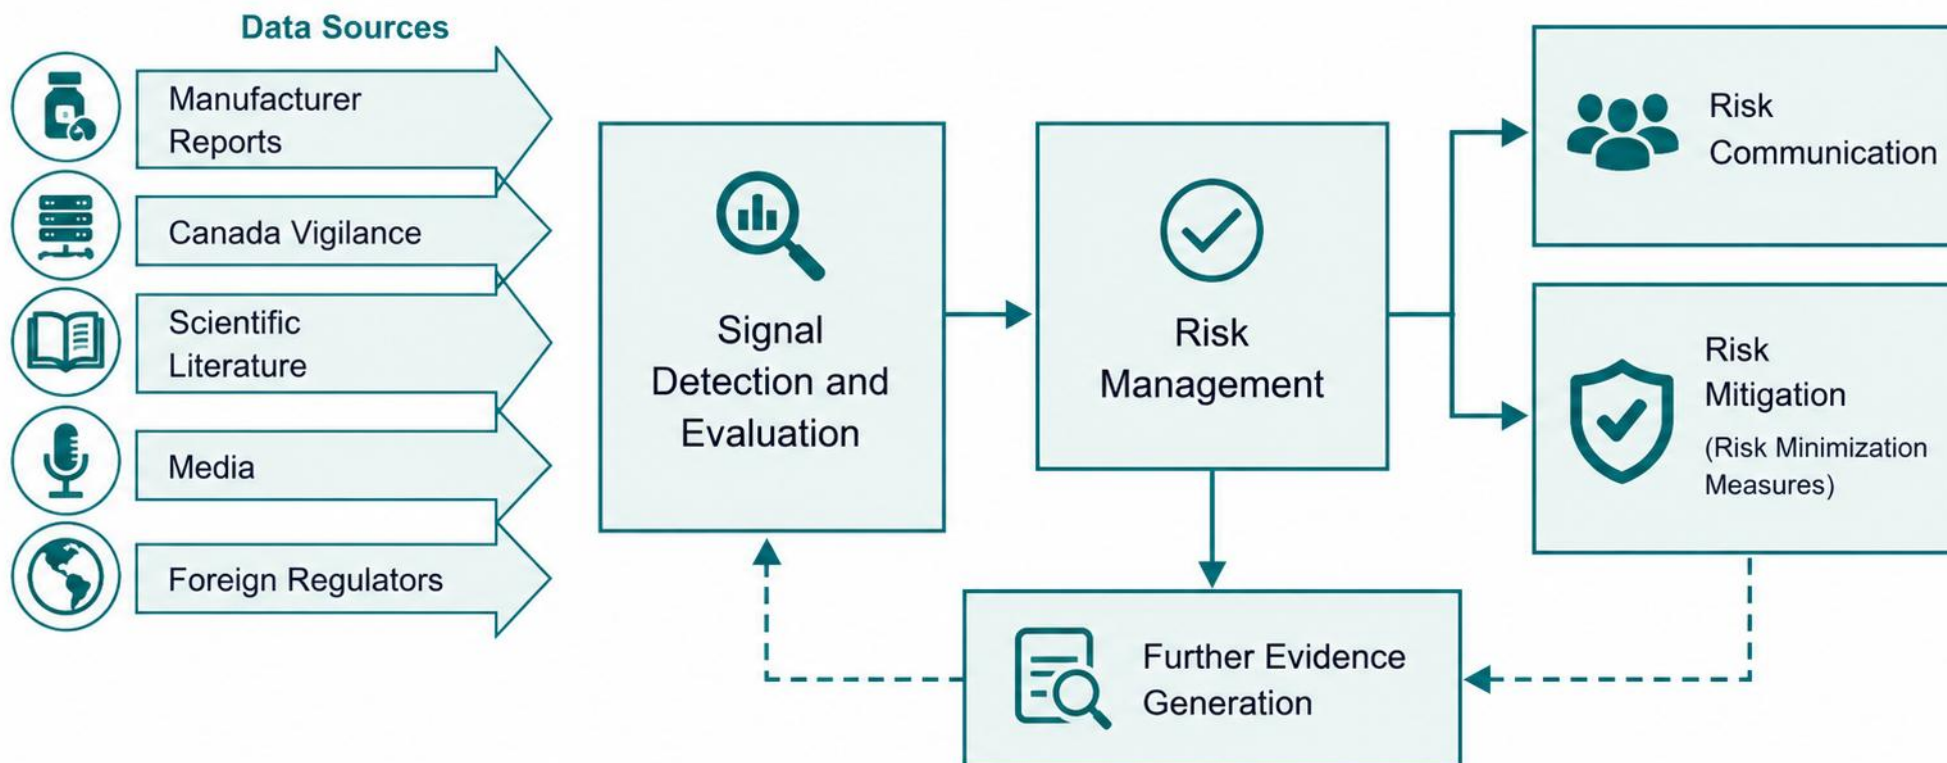 Data Sources
Manufacturer
Reports
Canada Vigilance
Scientific
Literature
Media
Foreign Regulators
Signal
Detection and
Evaluation
Risk
Management
Risk
Communication
Risk
Mitigation
(Risk Minimization
Measures)
Further Evidence
Generation